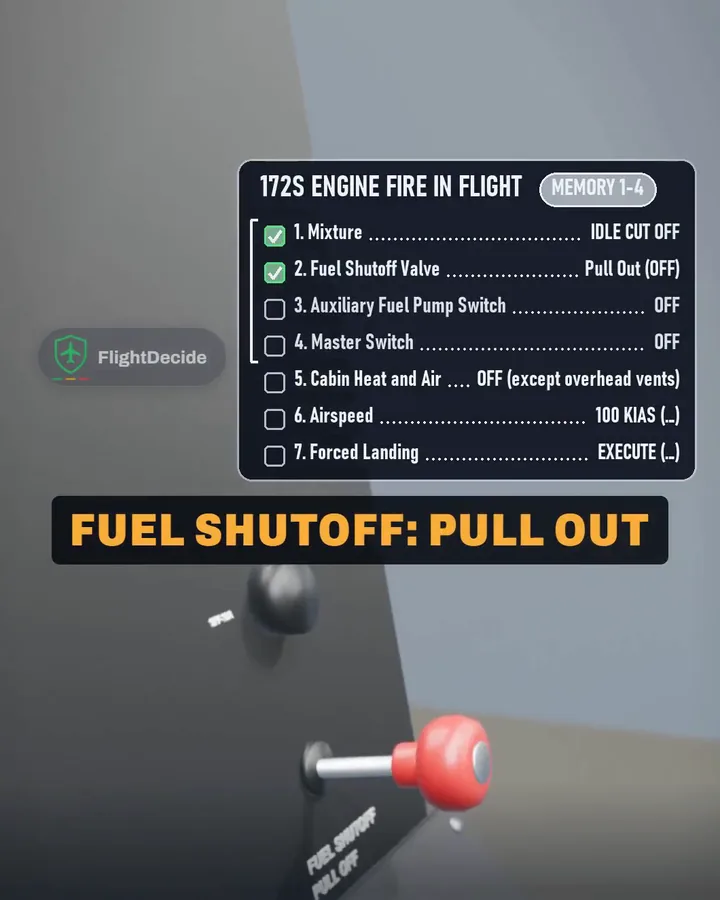 172S ENGINE FIRE IN FLIGHT MEMORY 1-4
1. Mixture ........................................ IDLE CUT OFF
2. Fuel Shutoff Valve ........................ Pull Out (OFF)
3. Auxiliary Fuel Pump Switch ........................ OFF
4. Master Switch ........................................ OFF
5. Cabin Heat and Air .... OFF (except overhead vents)
6. Airspeed ........................................ 100 KIAS (...)
7. Forced Landing ............................. EXECUTE (...)
FlightDecide
FUEL SHUTOFF: PULL OUT
FUEL SHUTOFF
PULL OFF